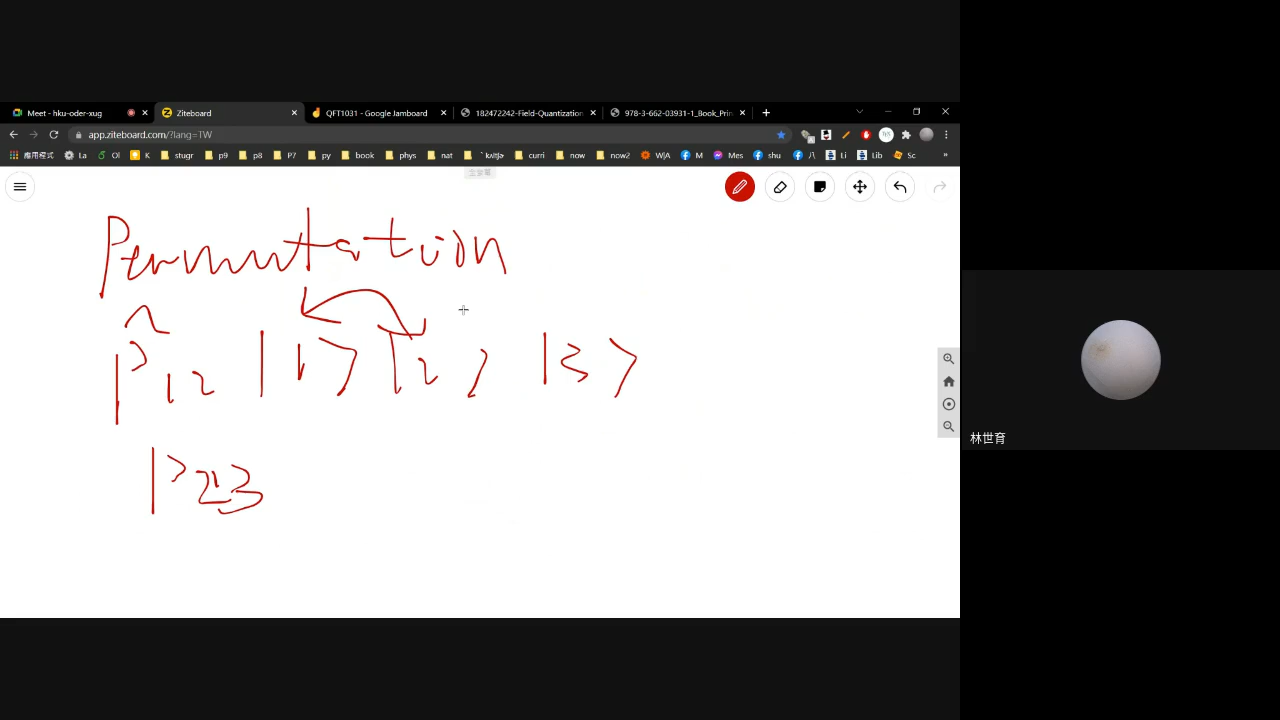 Meet - hku-oder-xug
Ziteboard
QFT1031 - Google Jamboard
182472242-Field-Quantization
978-3-662-03931-1_Book_Prin
app.ziteboard.com/?lang=TW
應用程式 La Ol K stugr p9 p8 P7 py book phys nat curri now now2 W|A M Mes shu 八 Li Lib Sc
Permutation
P̂12 |1> |2> |3>
P23
林世育